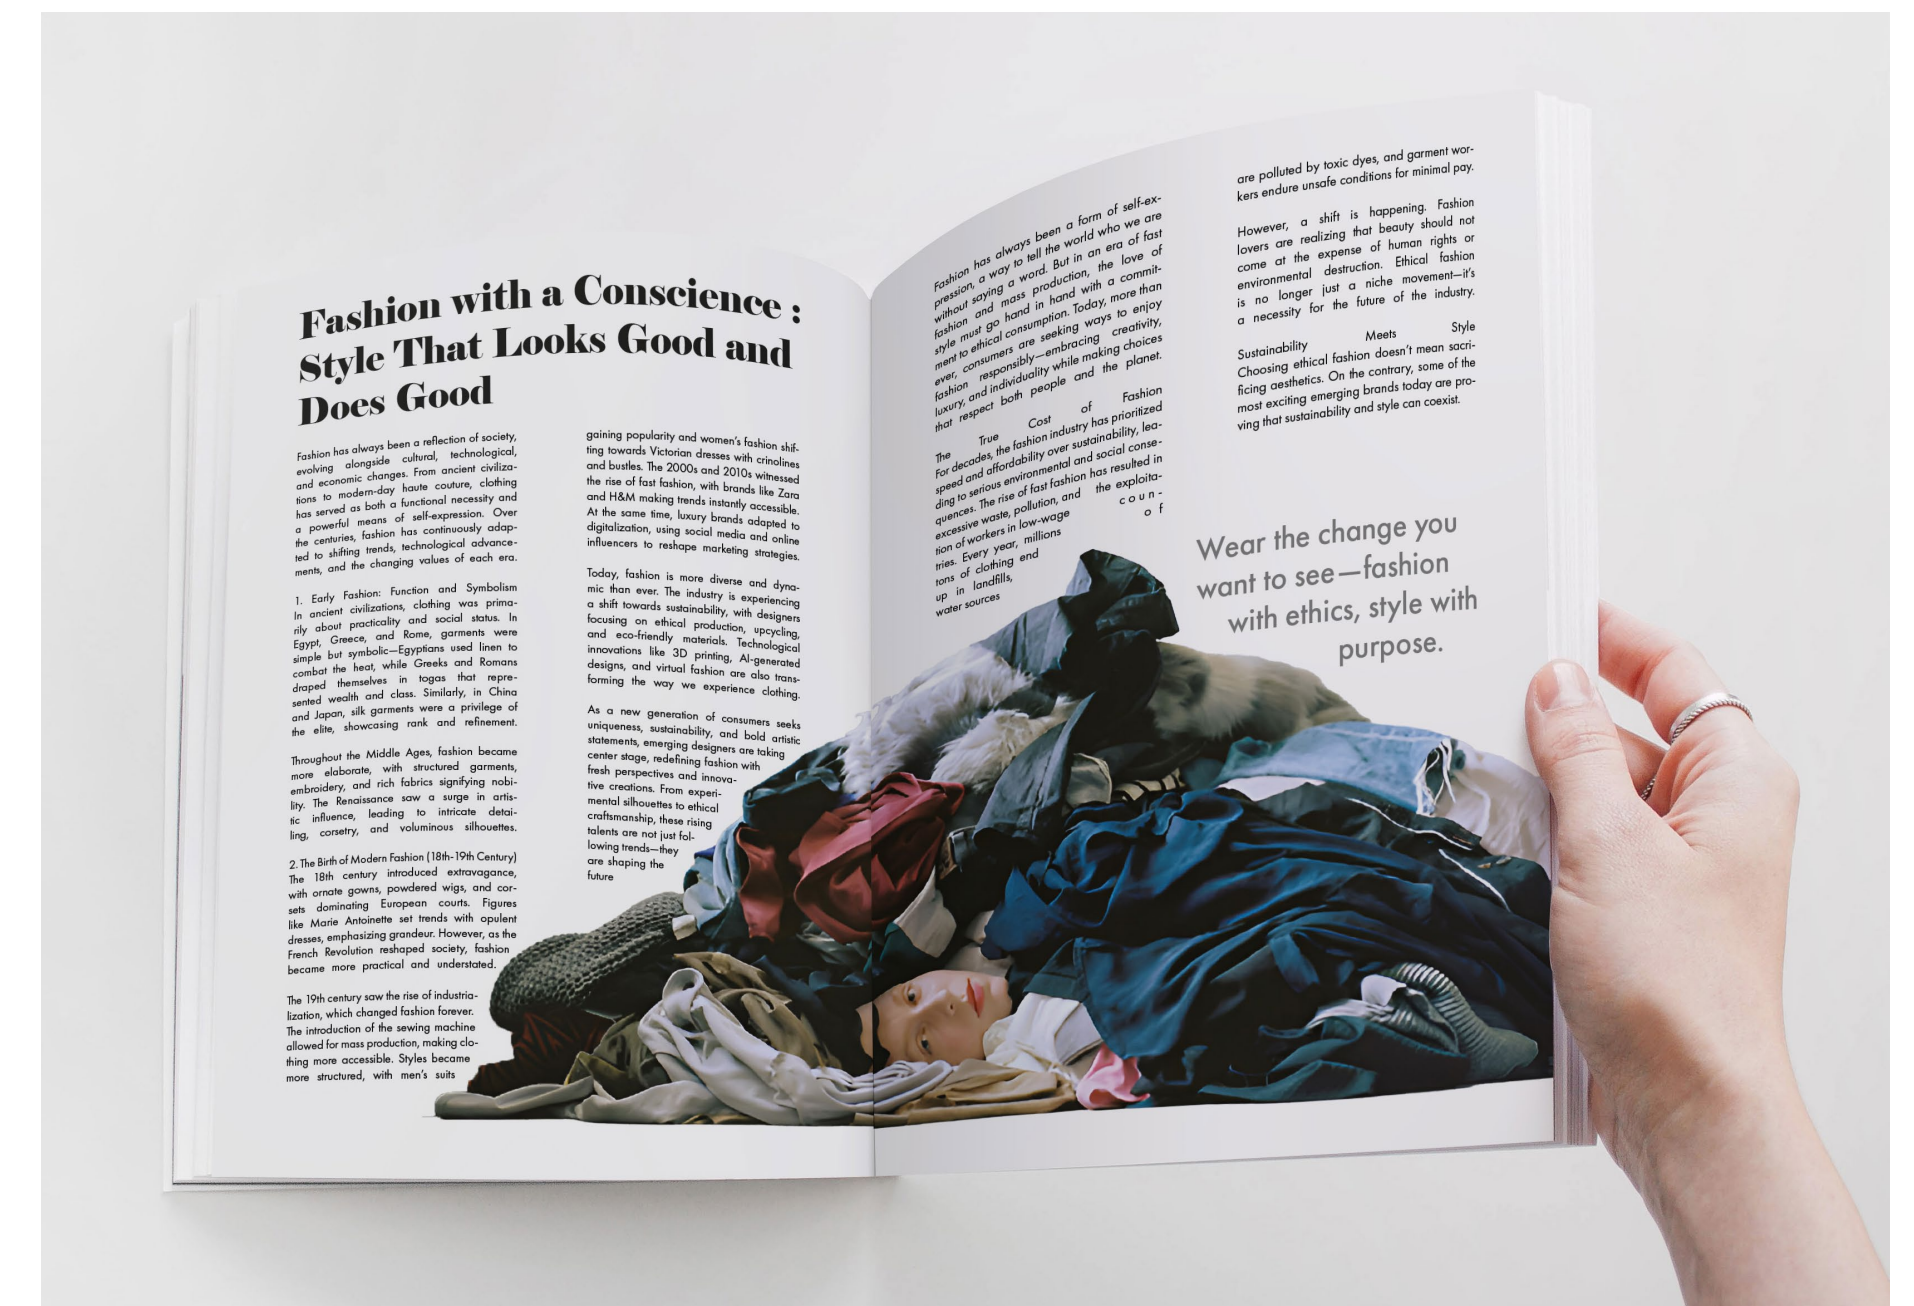 Fashion with a Conscience :
Style That Looks Good and
Does Good
Fashion has always been a reflection of society,
evolving alongside cultural, technological,
and economic changes. From ancient civiliza-
tions to modern-day haute couture, clothing
has served as both a functional necessity and
a powerful means of self-expression. Over
the centuries, fashion has continuously adap-
ted to shifting trends, technological advance-
ments, and the changing values of each era.
1. Early Fashion: Function and Symbolism
In ancient civilizations, clothing was prima-
rily about practicality and social status. In
Egypt, Greece, and Rome, garments were
simple but symbolic—Egyptians used linen to
combat the heat, while Greeks and Romans
draped themselves in togas that repre-
sented wealth and class. Similarly, in China
and Japan, silk garments were a privilege of
the elite, showcasing rank and refinement.
Throughout the Middle Ages, fashion became
more elaborate, with structured garments,
embroidery, and rich fabrics signifying nobi-
lity. The Renaissance saw a surge in artis-
tic influence, leading to intricate detai-
ling, corsetry, and voluminous silhouettes.
2. The Birth of Modern Fashion (18th-19th Century)
The 18th century introduced extravagance,
with ornate gowns, powdered wigs, and cor-
sets dominating European courts. Figures
like Marie Antoinette set trends with opulent
dresses, emphasizing grandeur. However, as the
French Revolution reshaped society, fashion
became more practical and understated.
The 19th century saw the rise of industria-
lization, which changed fashion forever.
The introduction of the sewing machine
allowed for mass production, making clo-
thing more accessible. Styles became
more structured, with men's suits
gaining popularity and women's fashion shif-
ting towards Victorian dresses with crinolines
and bustles. The 2000s and 2010s witnessed
the rise of fast fashion, with brands like Zara
and H&M making trends instantly accessible.
At the same time, luxury brands adapted to
digitalization, using social media and online
influencers to reshape marketing strategies.
Today, fashion is more diverse and dyna-
mic than ever. The industry is experiencing
a shift towards sustainability, with designers
focusing on ethical production, upcycling,
and eco-friendly materials. Technological
innovations like 3D printing, AI-generated
designs, and virtual fashion are also trans-
forming the way we experience clothing.
As a new generation of consumers seeks
uniqueness, sustainability, and bold artistic
statements, emerging designers are taking
center stage, redefining fashion with
fresh perspectives and innova-
tive creations. From experi-
mental silhouettes to ethical
craftsmanship, these rising
talents are not just fol-
lowing trends—they
are shaping the
future
Fashion has always been a form of self-ex-
pression, a way to tell the world who we are
without saying a word. But in an era of fast
fashion and mass production, the love of
style must go hand in hand with a commit-
ment to ethical consumption. Today, more than
ever, consumers are seeking ways to enjoy
fashion responsibly—embracing creativity,
luxury, and individuality while making choices
that respect both people and the planet.
The True Cost of Fashion
For decades, the fashion industry has prioritized
speed and affordability over sustainability, lea-
ding to serious environmental and social conse-
quences. The rise of fast fashion has resulted in
excessive waste, pollution, and the exploita-
tion of workers in low-wage coun-
tries. Every year, millions of
tons of clothing end
up in landfills,
water sources
are polluted by toxic dyes, and garment wor-
kers endure unsafe conditions for minimal pay.
However, a shift is happening. Fashion
lovers are realizing that beauty should not
come at the expense of human rights or
environmental destruction. Ethical fashion
is no longer just a niche movement—it's
a necessity for the future of the industry.
Sustainability Meets Style
Choosing ethical fashion doesn't mean sacri-
ficing aesthetics. On the contrary, some of the
most exciting emerging brands today are pro-
ving that sustainability and style can coexist.
Wear the change you
want to see—fashion
with ethics, style with
purpose.